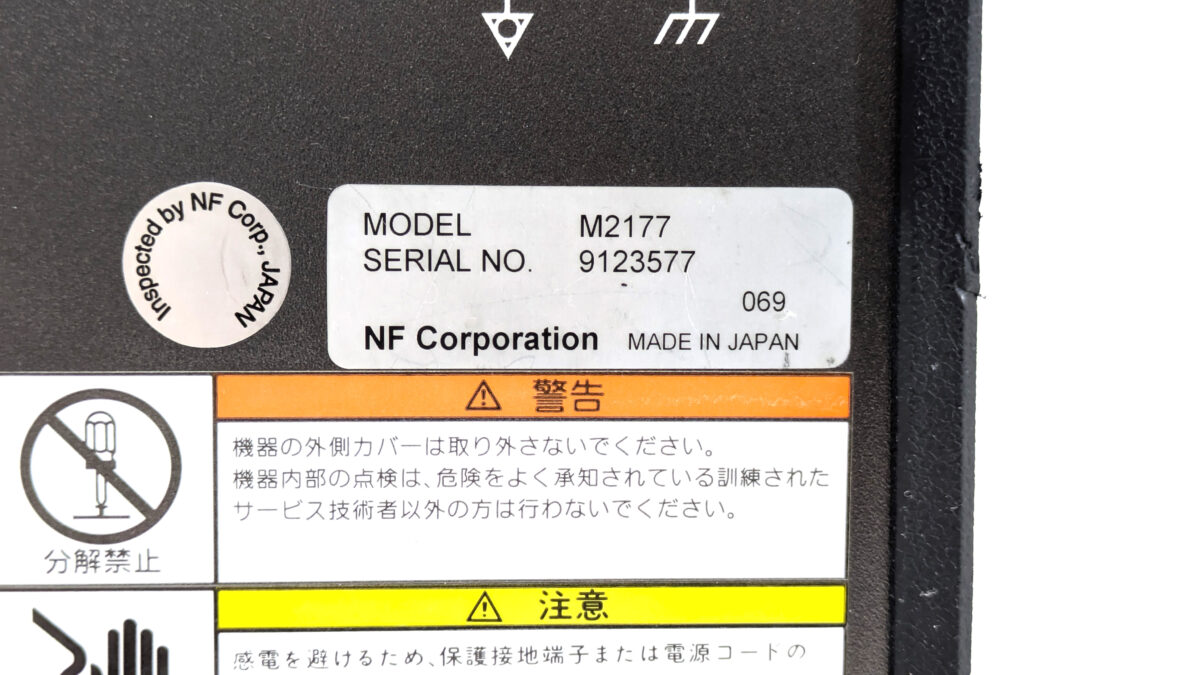 Inspected by NF Corp., JAPAN
MODEL M2177
SERIAL NO. 9123577
069
NF Corporation MADE IN JAPAN
警告
機器の外側カバーは取り外さないでください。
機器内部の点検は、危険をよく承知されている訓練された
サービス技術者以外の方は行わないでください。
分解禁止
注意
感電を避けるため、保護接地端子または電源コードの